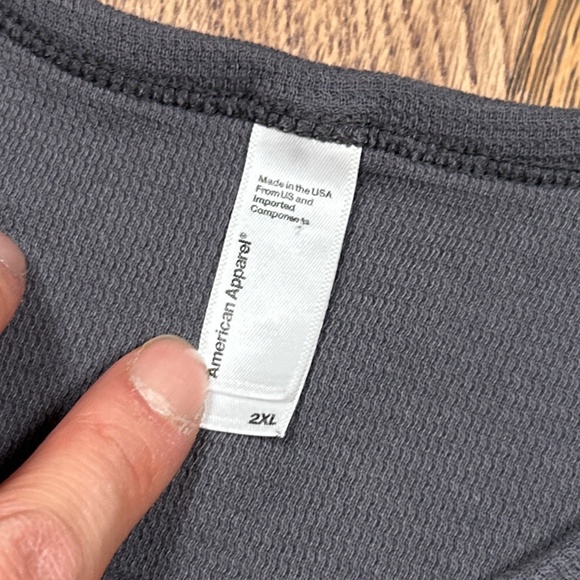 Made in the USA
From US and
Imported
Components
American Apparel®
2XL